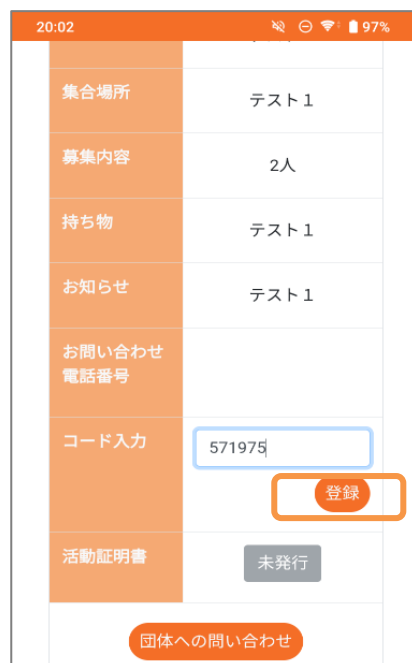 20:02
97%
集合場所
テスト１
募集内容
2人
持ち物
テスト１
お知らせ
テスト１
お問い合わせ
電話番号
コード入力
571975
登録
活動証明書
未発行
団体への問い合わせ